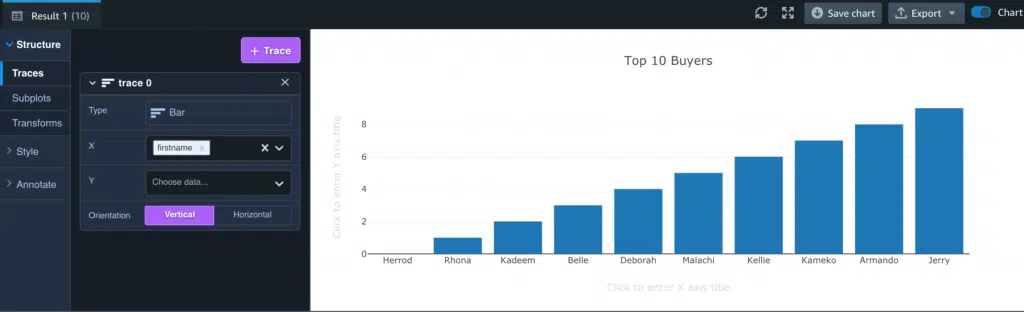 Result 1 (10)
Save chart
Export
Chart
Structure
Traces
Subplots
Transforms
Style
Annotate
+ Trace
trace 0
Type
Bar
X
firstname x
Y
Choose data...
Orientation
Vertical
Horizontal
Top 10 Buyers
Click to enter Y axis title
8
6
4
2
0
Herrod Rhona Kadeem Belle Deborah Malachi Kellie Kameko Armando Jerry
Click to enter X axis title